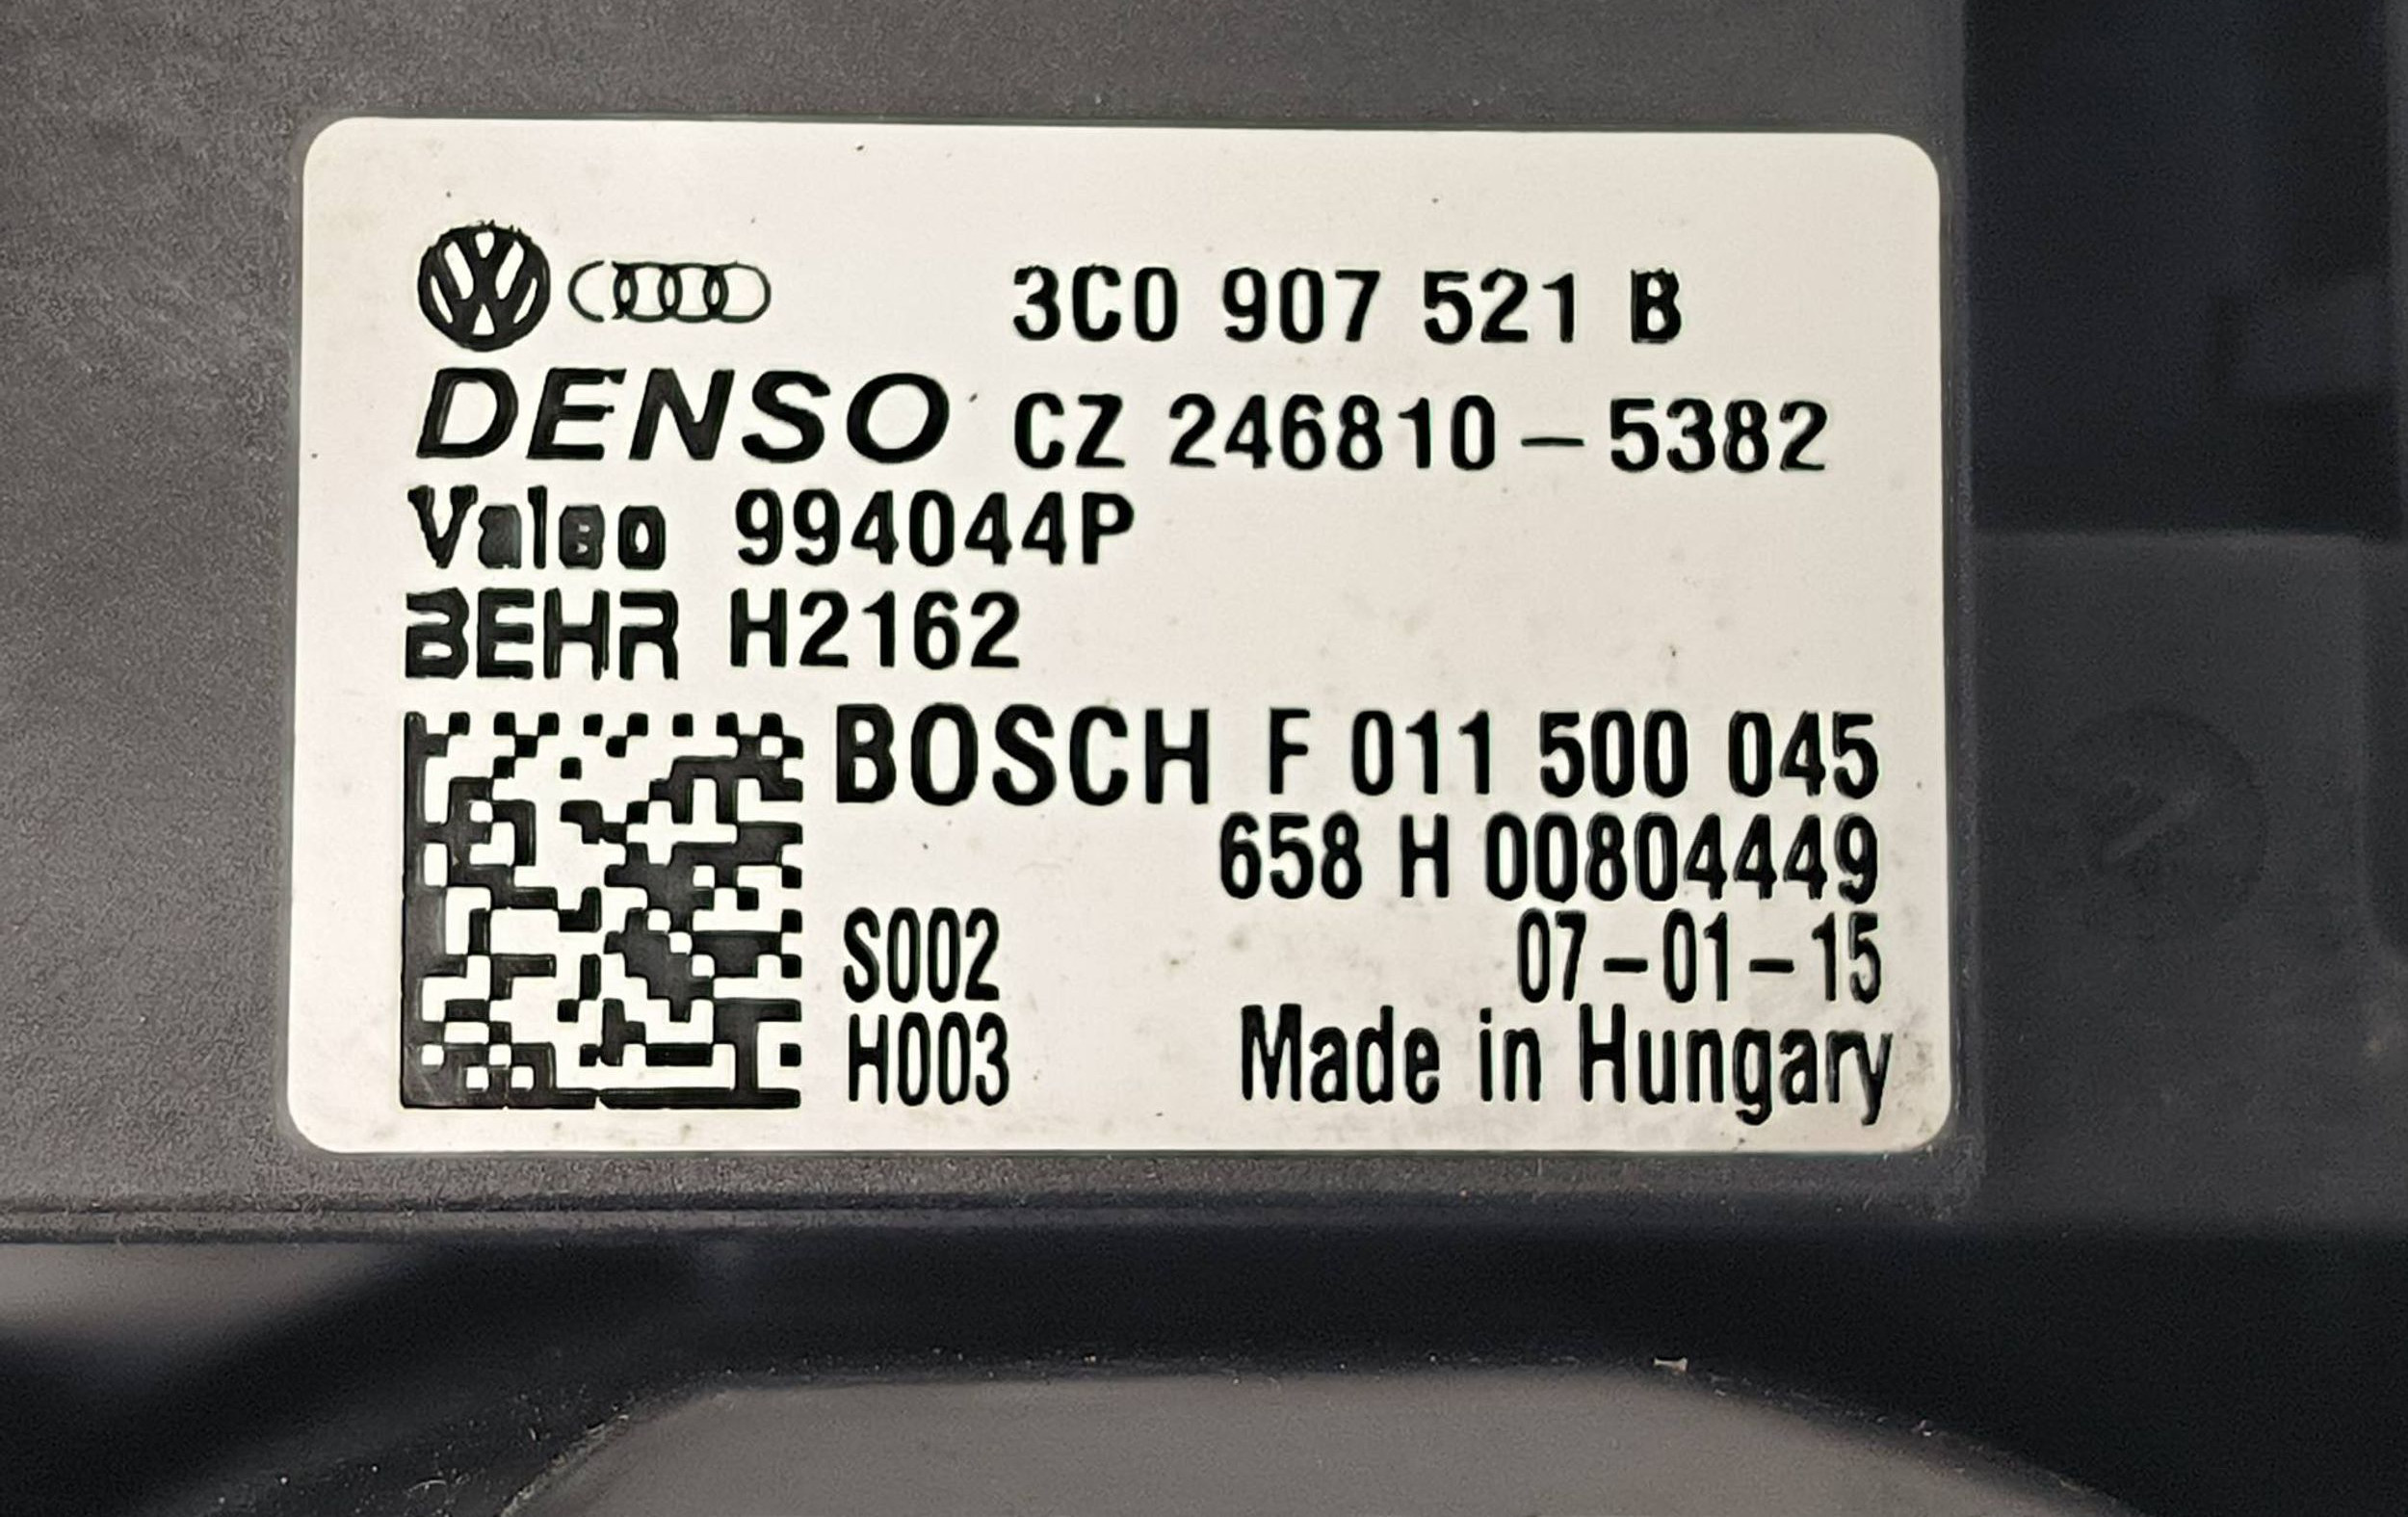 3C0 907 521 B
DENSO CZ 246810-5382
Valeo 994044P
BEHR H2162
BOSCH F 011 500 045
658 H 00804449
S002 07-01-15
H003 Made in Hungary